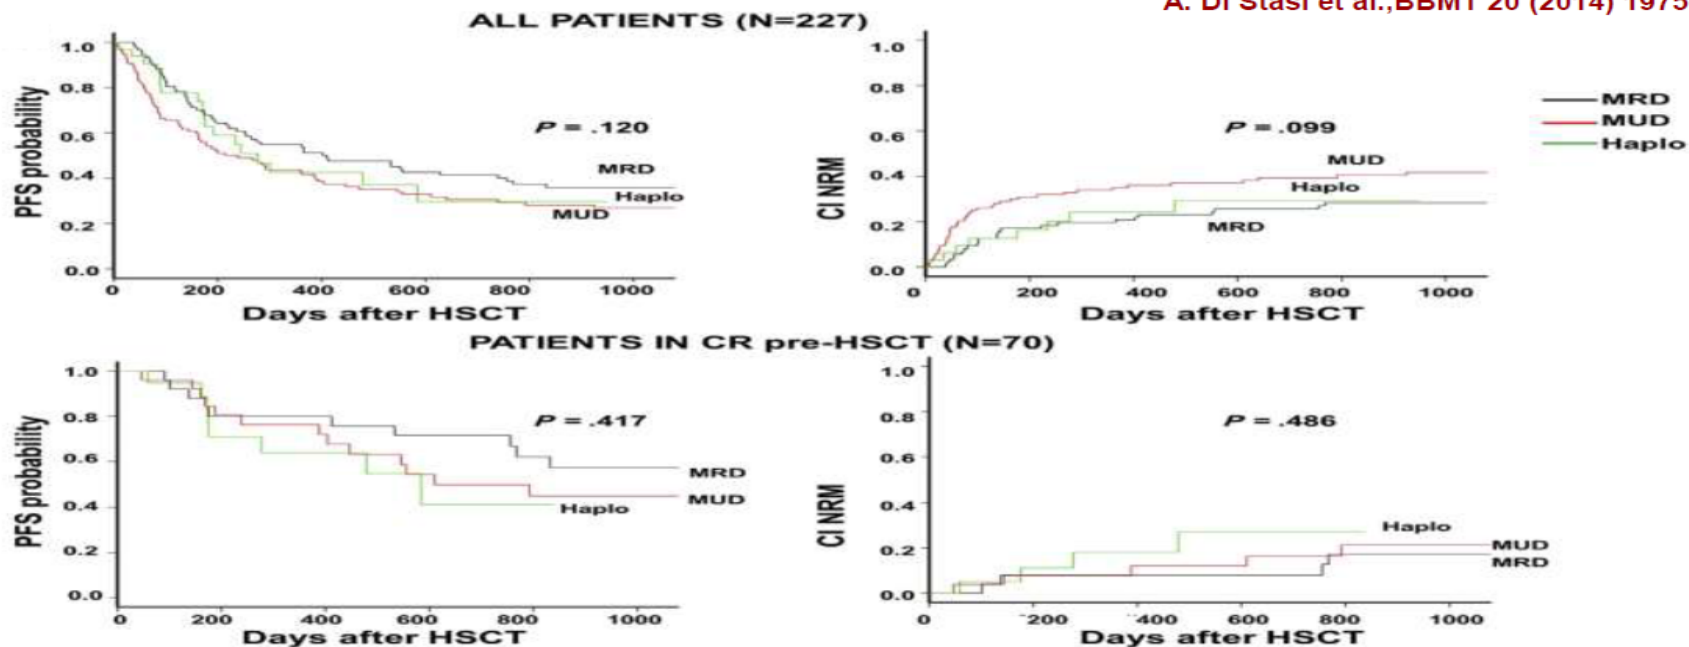 A. Di Stasi et al.,BBMT 20 (2014) 1975
ALL PATIENTS (N=227)
PFS probability
1.0
0.8
0.6
0.4
0.2
0.0
P = .120
MRD
Haplo
MUD
0 200 400 600 800 1000
Days after HSCT
CI NRM
1.0
0.8
0.6
0.4
0.2
0.0
P = .099
MUD
Haplo
MRD
0 200 400 600 800 1000
Days after HSCT
MRD
MUD
Haplo
PATIENTS IN CR pre-HSCT (N=70)
PFS probability
1.0
0.8
0.6
0.4
0.2
0.0
P = .417
MRD
MUD
Haplo
0 200 400 600 800 1000
Days after HSCT
CI NRM
1.0
0.8
0.6
0.4
0.2
0.0
P = .486
Haplo
MUD
MRD
0 200 400 600 800 1000
Days after HSCT